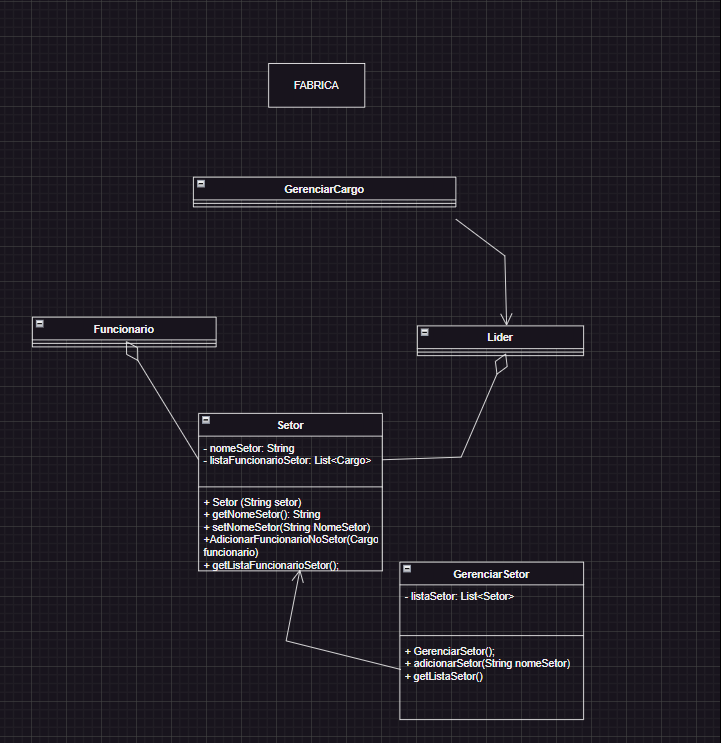 FABRICA
GerenciarCargo
Funcionario
Lider
Setor
- nomeSetor: String
- listaFuncionarioSetor: List<Cargo>
+ Setor (String setor)
+ getNomeSetor(): String
+ setNomeSetor(String NomeSetor)
+AdicionarFuncionarioNoSetor(Cargo
funcionario)
+ getListaFuncionarioSetor();
GerenciarSetor
- listaSetor: List<Setor>
+ GerenciarSetor();
+ adicionarSetor(String nomeSetor)
+ getListaSetor()